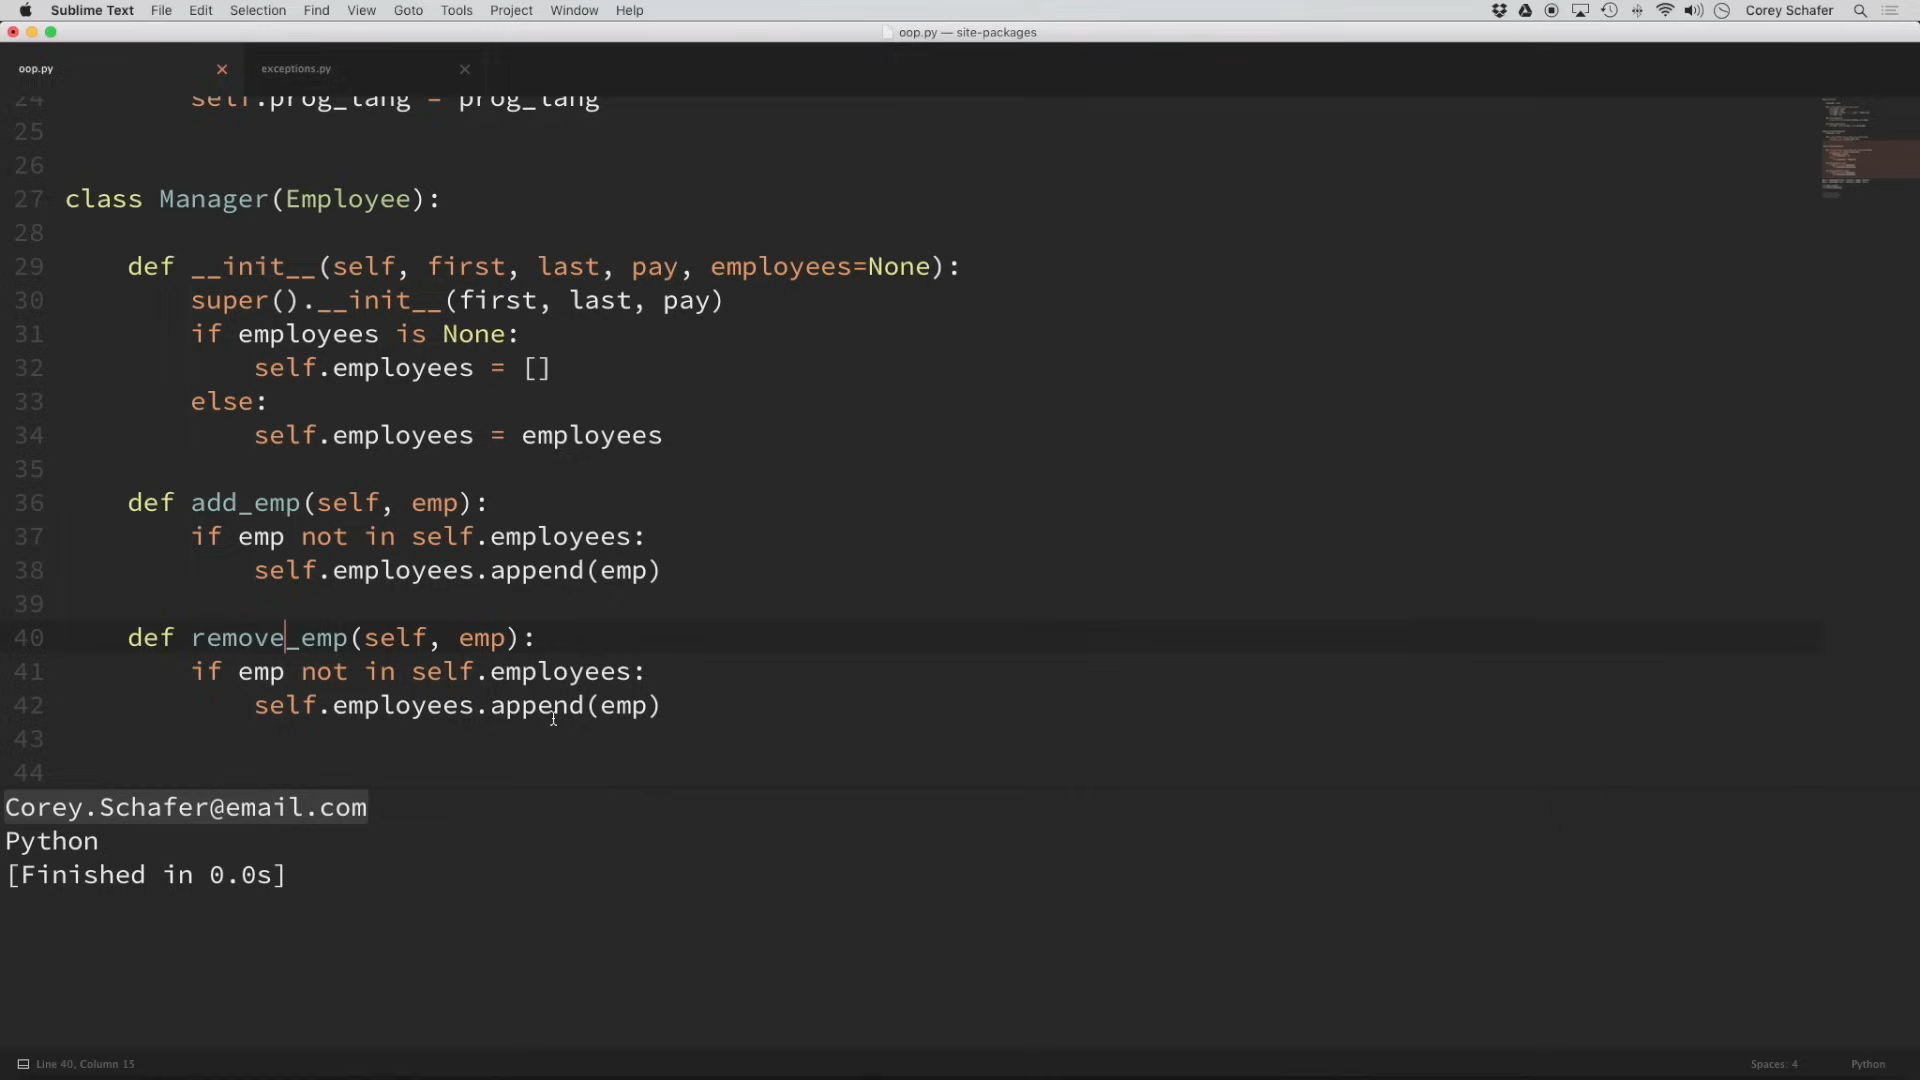 Sublime Text File Edit Selection Find View Goto Tools Project Window Help Corey Schafer
oop.py — site-packages
oop.py exceptions.py
24 self.prog_lang = prog_lang
25
26
27 class Manager(Employee):
28
29 def __init__(self, first, last, pay, employees=None):
30 super().__init__(first, last, pay)
31 if employees is None:
32 self.employees = []
33 else:
34 self.employees = employees
35
36 def add_emp(self, emp):
37 if emp not in self.employees:
38 self.employees.append(emp)
39
40 def remove_emp(self, emp):
41 if emp not in self.employees:
42 self.employees.append(emp)
43
44
Corey.Schafer@email.com
Python
[Finished in 0.0s]
Line 40, Column 15 Spaces: 4 Python